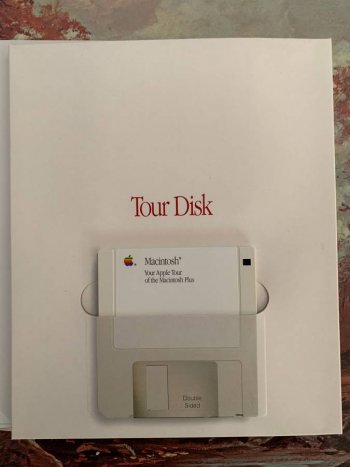 Tour Disk
Macintosh®
Your Apple Tour
of the Macintosh Plus
Double
Sided